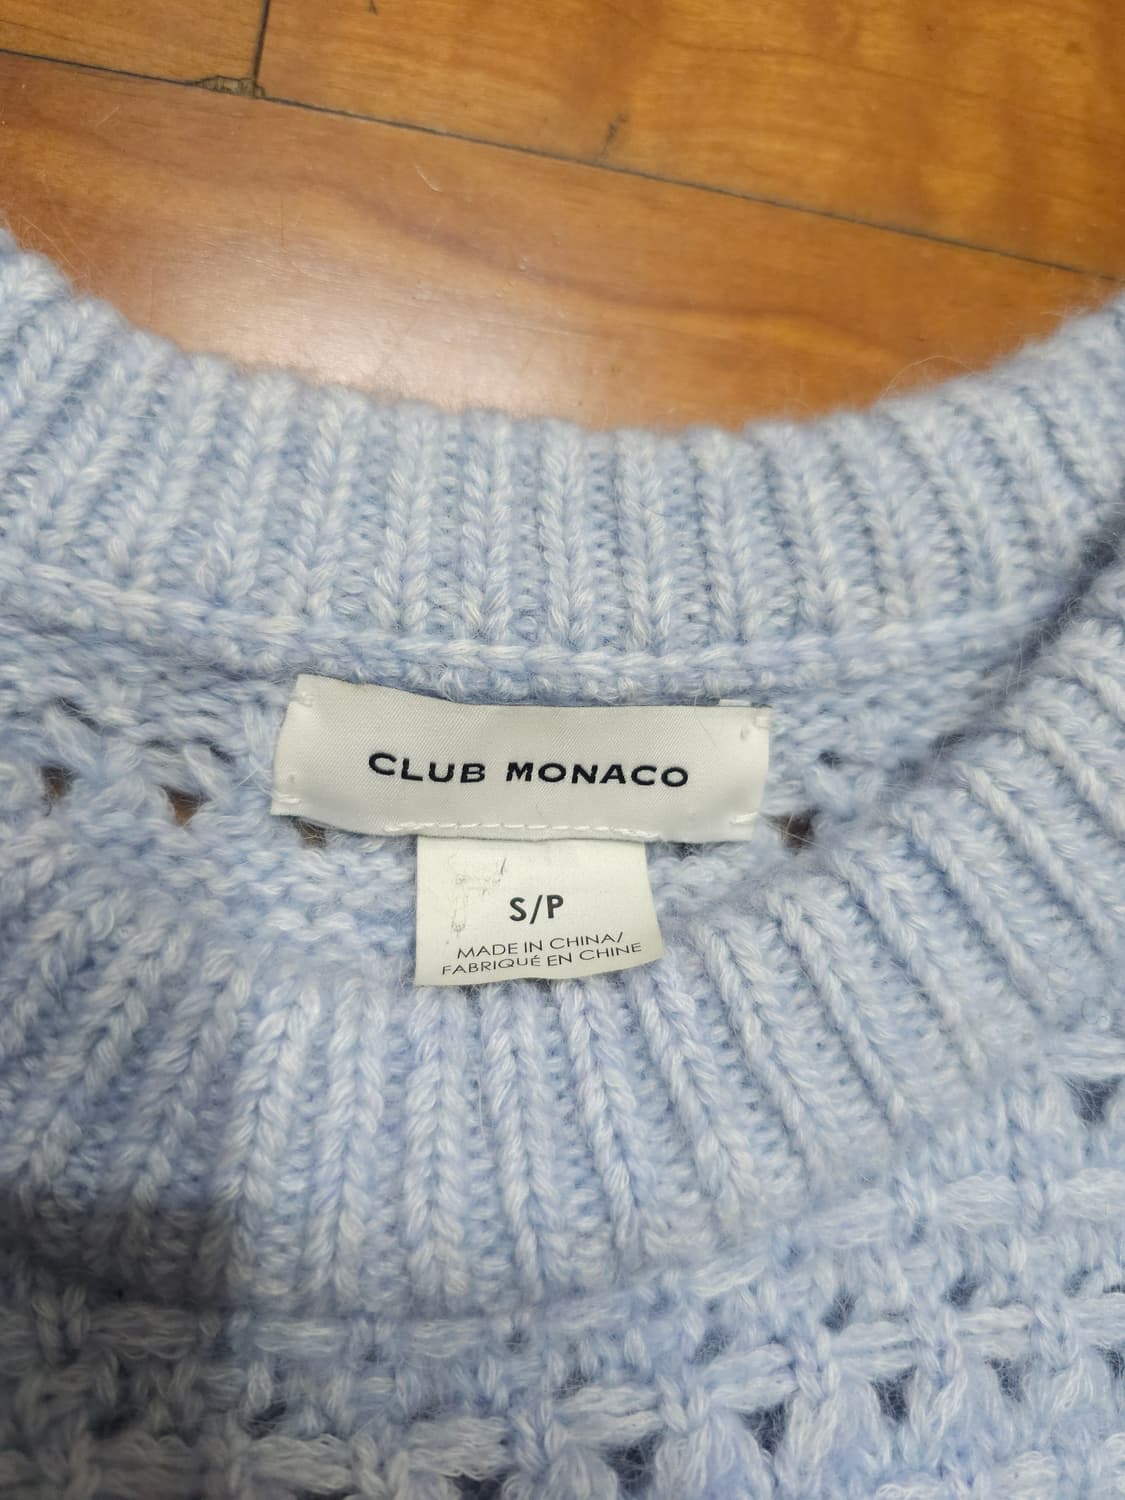 CLUB MONACO
S/P
MADE IN CHINA/
FABRIQUÉ EN CHINE